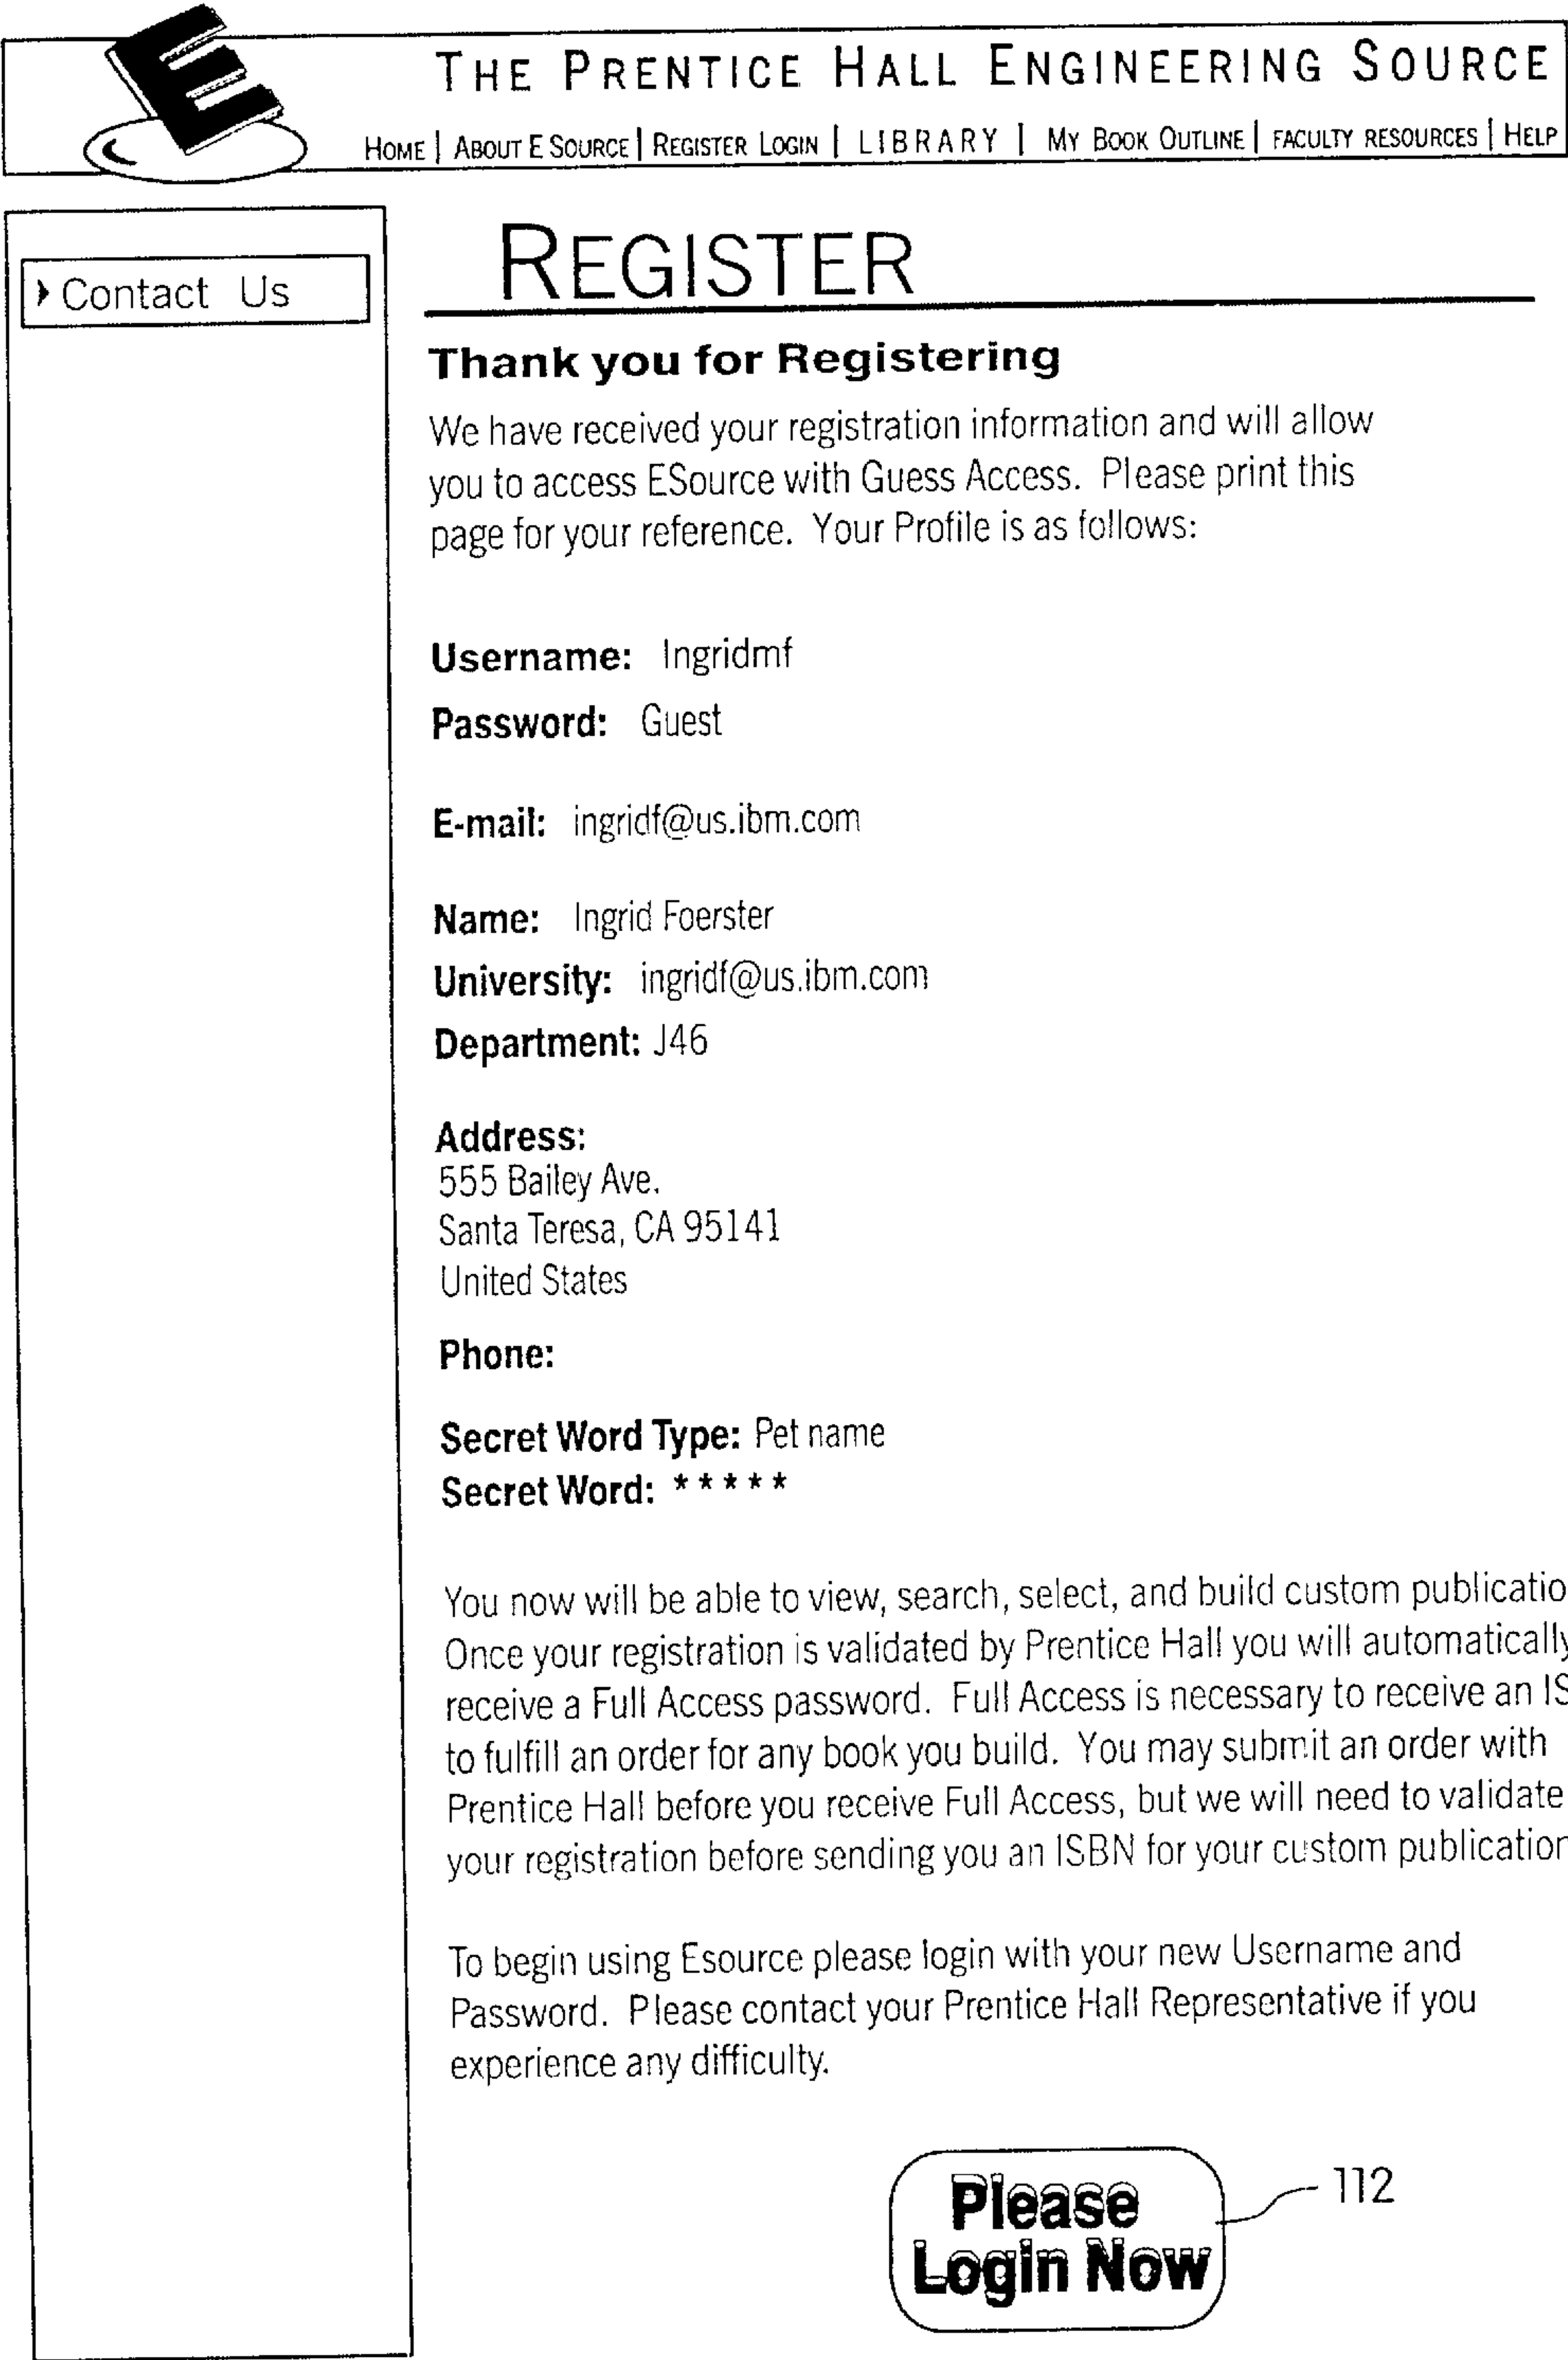 THE PRENTICE HALL ENGINEERING SOURCE
HOME | ABOUT E SOURCE | REGISTER LOGIN | LIBRARY | MY BOOK OUTLINE | FACULTY RESOURCES | HELP
Contact Us
REGISTER
Thank you for Registering
We have received your registration information and will allow
you to access ESource with Guess Access. Please print this
page for your reference. Your Profile is as follows:
Username: Ingridmf
Password: Guest
E-mail: ingridf@us.ibm.com
Name: Ingrid Foerster
University: ingridf@us.ibm.com
Department: J46
Address:
555 Bailey Ave.
Santa Teresa, CA 95141
United States
Phone:
Secret Word Type: Pet name
Secret Word: * * * * *
You now will be able to view, search, select, and build custom publicatio
Once your registration is validated by Prentice Hall you will automatically
receive a Full Access password. Full Access is necessary to receive an IS
to fulfill an order for any book you build. You may submit an order with
Prentice Hall before you receive Full Access, but we will need to validate
your registration before sending you an ISBN for your custom publication
To begin using Esource please login with your new Username and
Password. Please contact your Prentice Hall Representative if you
experience any difficulty.
Please
Login Now
112